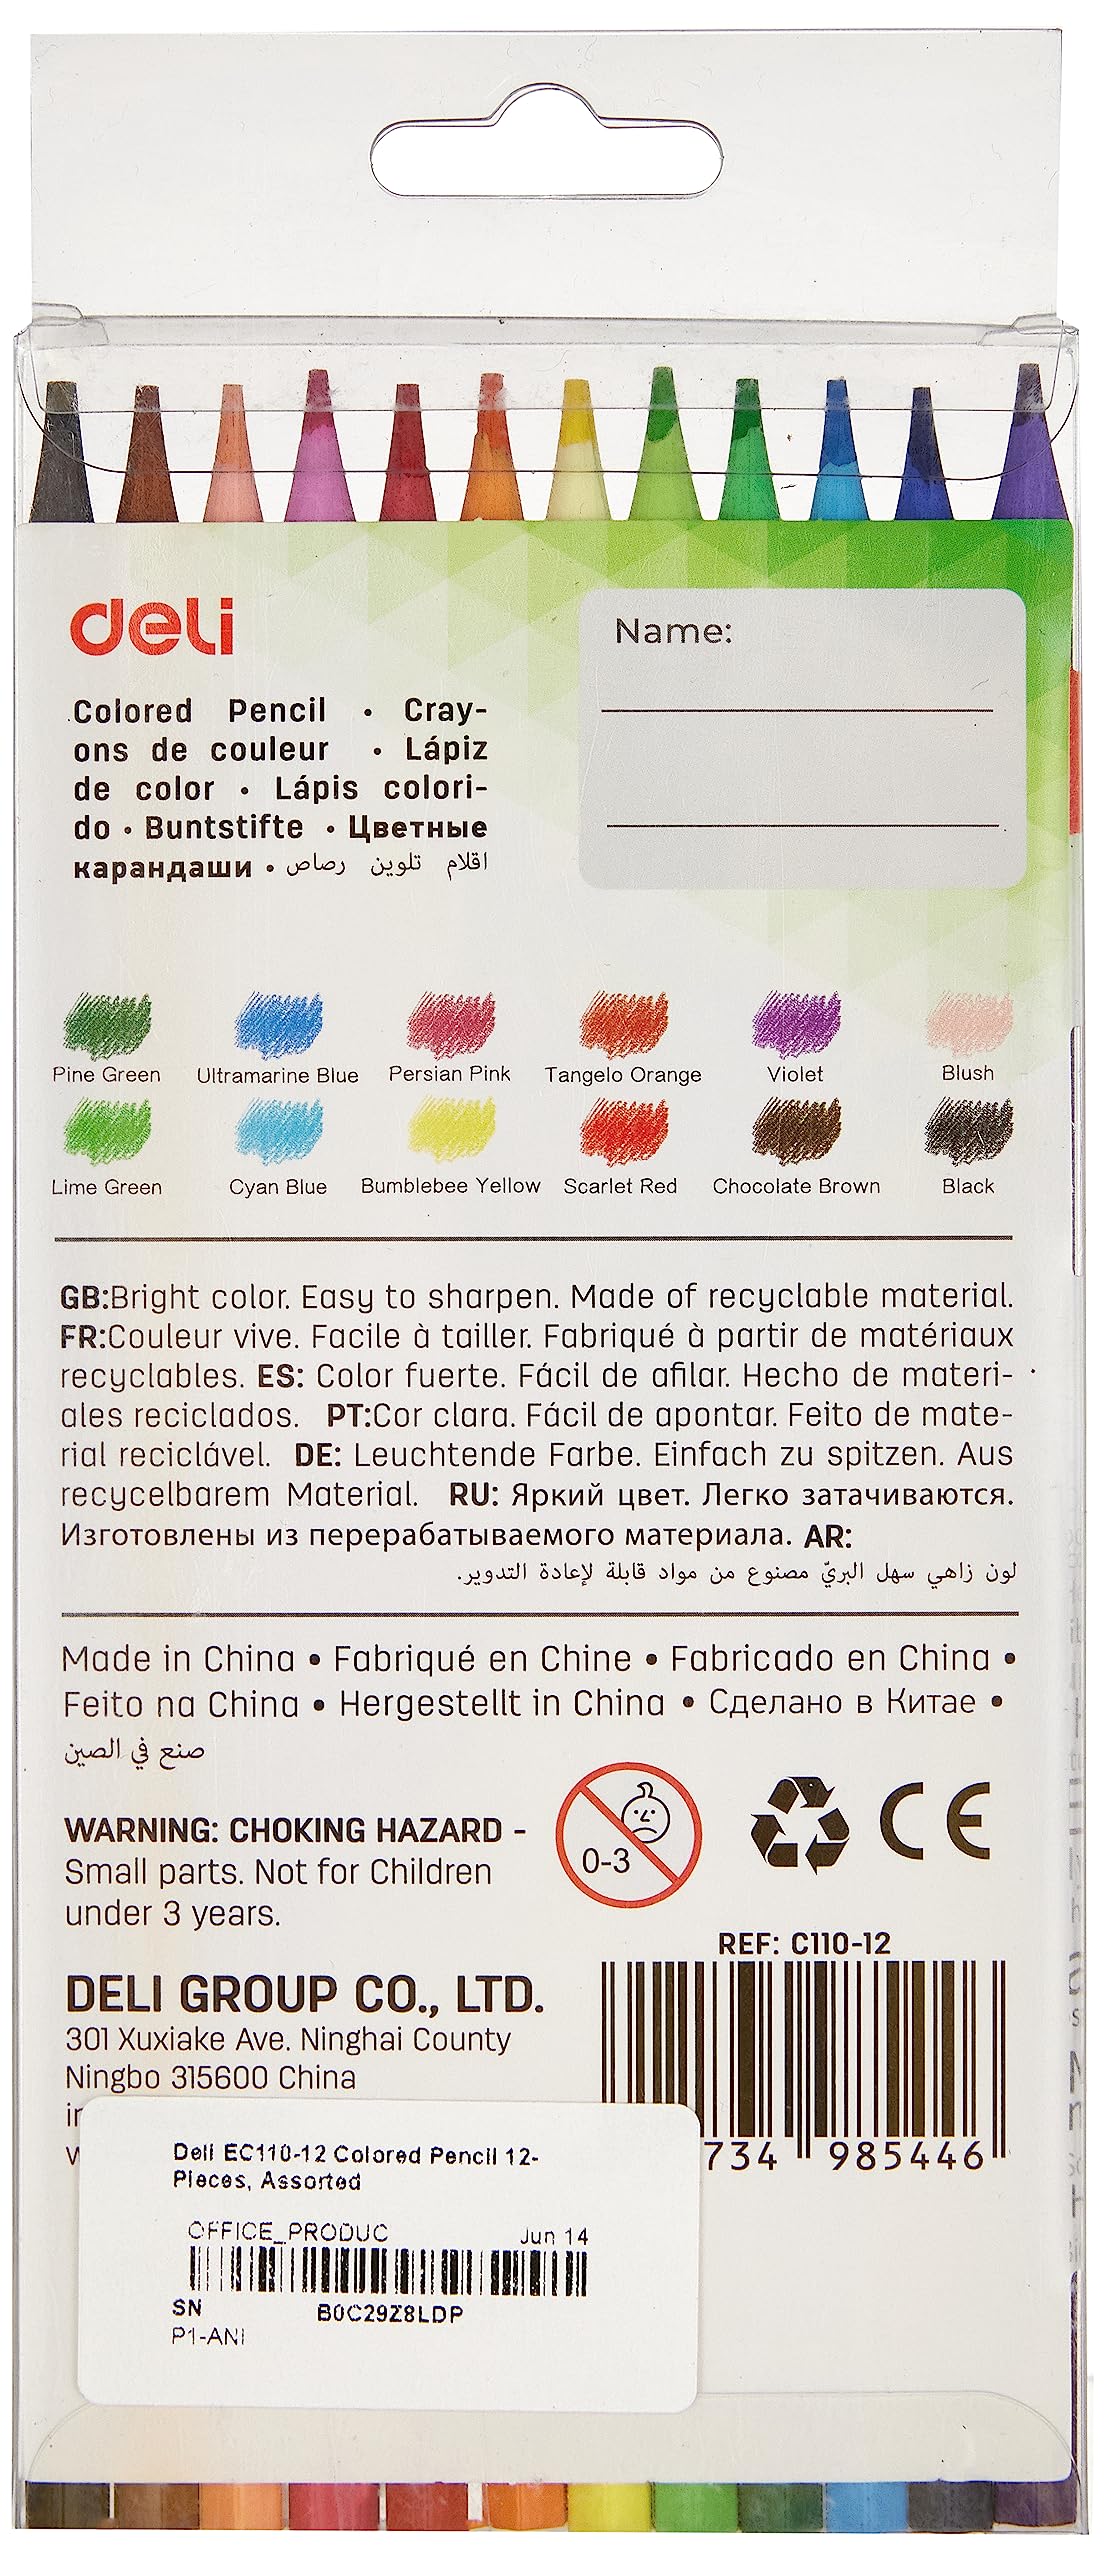 deli
Name:
Colored Pencil • Cray-
ons de couleur • Lápiz
de color • Lápis colori-
do • Buntstifte • Цветные
карандаши • اقلام تلوين رصاص
Pine Green Ultramarine Blue Persian Pink Tangelo Orange Violet Blush
Lime Green Cyan Blue Bumblebee Yellow Scarlet Red Chocolate Brown Black
GB:Bright color. Easy to sharpen. Made of recyclable material.
FR:Couleur vive. Facile à tailler. Fabriqué à partir de matériaux
recyclables. ES: Color fuerte. Fácil de afilar. Hecho de materi-
ales reciclados. PT:Cor clara. Fácil de apontar. Feito de mate-
rial reciclável. DE: Leuchtende Farbe. Einfach zu spitzen. Aus
recycelbarem Material. RU: Яркий цвет. Легко затачиваются.
Изготовлены из перерабатываемого материала. AR:
لون زاهي سهل البريّ مصنوع من مواد قابلة لإعادة التدوير.
Made in China • Fabriqué en Chine • Fabricado en China •
Feito na China • Hergestellt in China • Сделано в Китае •
صنع في الصين
WARNING: CHOKING HAZARD -
Small parts. Not for Children
under 3 years.
0-3
CE
REF: C110-12
DELI GROUP CO., LTD.
301 Xuxiake Ave. Ninghai County
Ningbo 315600 China
734 985446
Deli EC110-12 Colored Pencil 12-
Pieces, Assorted
OFFICE_PRODUC Jun 14
SN B0C29Z8LDP
P1-ANI